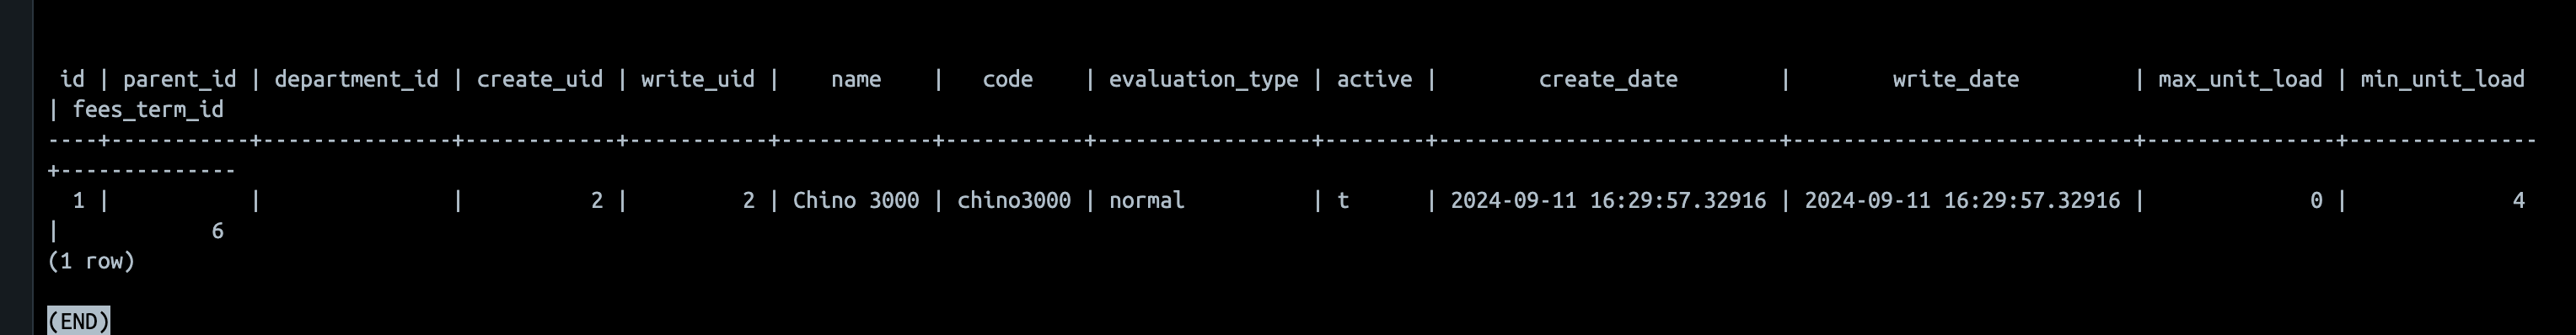 id | parent_id | department_id | create_uid | write_uid |    name    |   code    | evaluation_type | active |        create_date        |        write_date         | max_unit_load | min_unit_load
| fees_term_id
----+-----------+---------------+------------+-----------+------------+-----------+-----------------+--------+---------------------------+---------------------------+---------------+---------------
+--------------
  1 |           |               |          2 |         2 | Chino 3000 | chino3000 | normal          | t      | 2024-09-11 16:29:57.32916 | 2024-09-11 16:29:57.32916 |             0 |             4
|            6
(1 row)
(END)